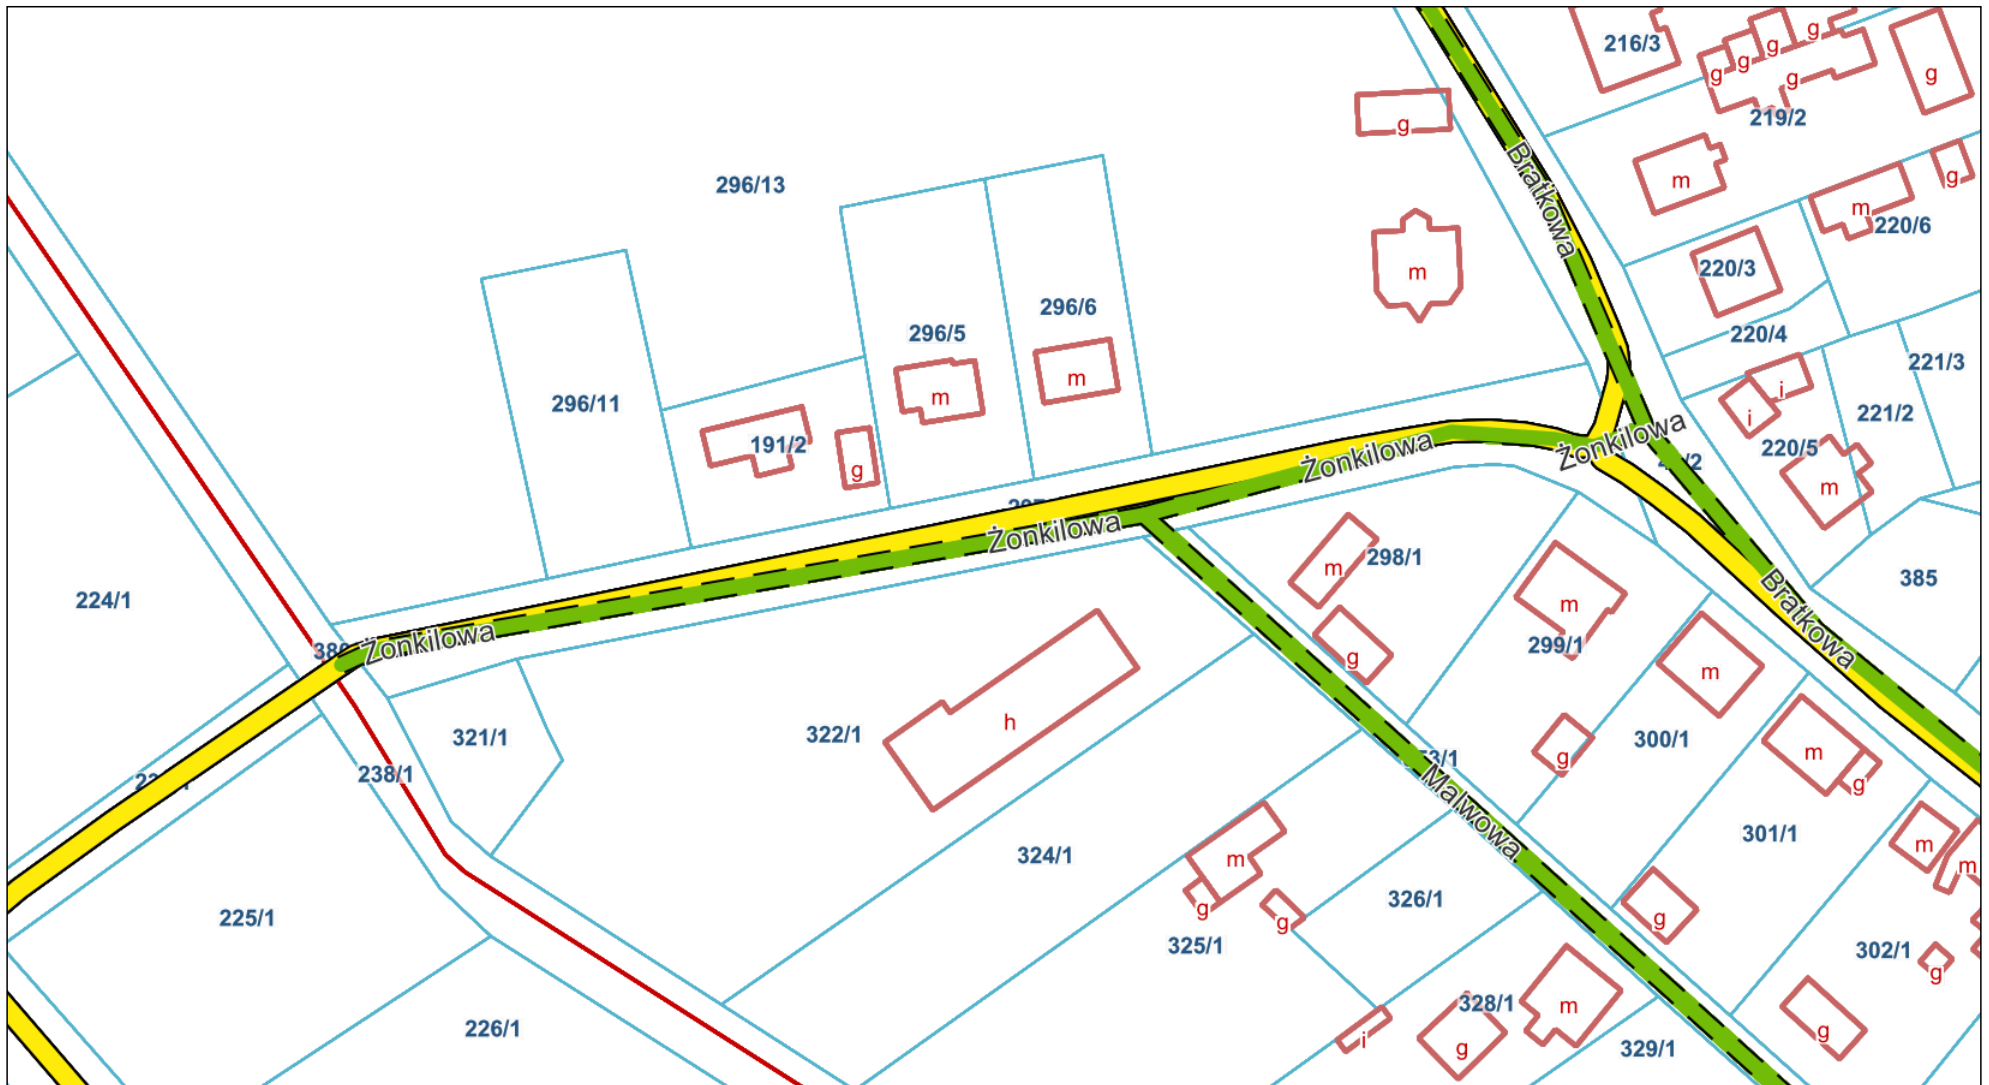 216/3
g
g
g
g
g
g
219/2
g
Bratkowa
m
g
296/13
m
220/6
220/3
m
296/6
296/5
220/4
221/3
m
m
i
i
296/11
221/2
191/2
g
Żonkilowa
Żonkilowa
220/5
m
Żonkilowa
298/1
m
385
m
224/1
Bratkowa
Żonkilowa
299/1
g
m
h
322/1
321/1
300/1
m
g
g
238/1
Malwowa
301/1
m
m
324/1
m
326/1
g
g
g
225/1
325/1
302/1
g
328/1
m
226/1
i
g
g
329/1